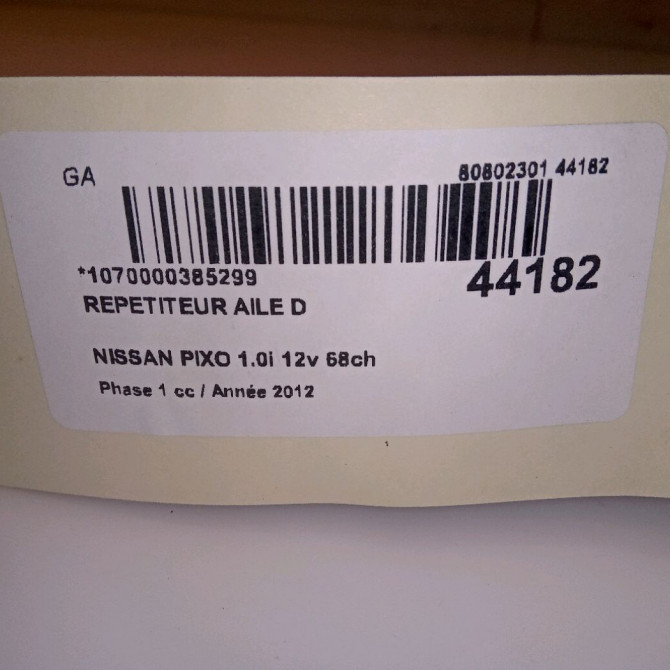 GA
80802301 44182
*1070000385299
44182
REPETITEUR AILE D
NISSAN PIXO 1.0i 12v 68ch
Phase 1 cc / Année 2012